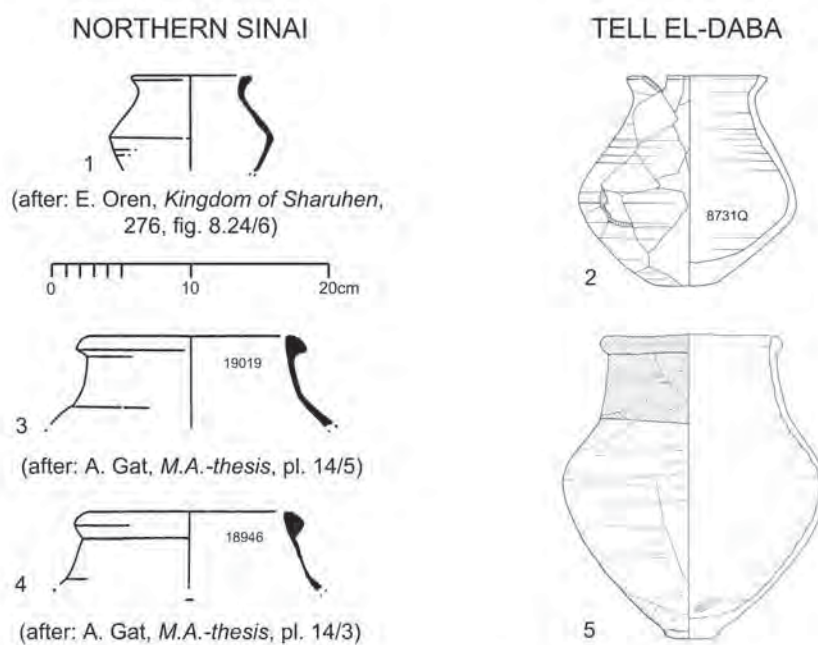 NORTHERN SINAI
1
(after: E. Oren, Kingdom of Sharuhen,
276, fig. 8.24/6)
0 10 20cm
19019
3
(after: A. Gat, M.A.-thesis, pl. 14/5)
18946
4
(after: A. Gat, M.A.-thesis, pl. 14/3)
TELL EL-DABA
8731Q
2
5